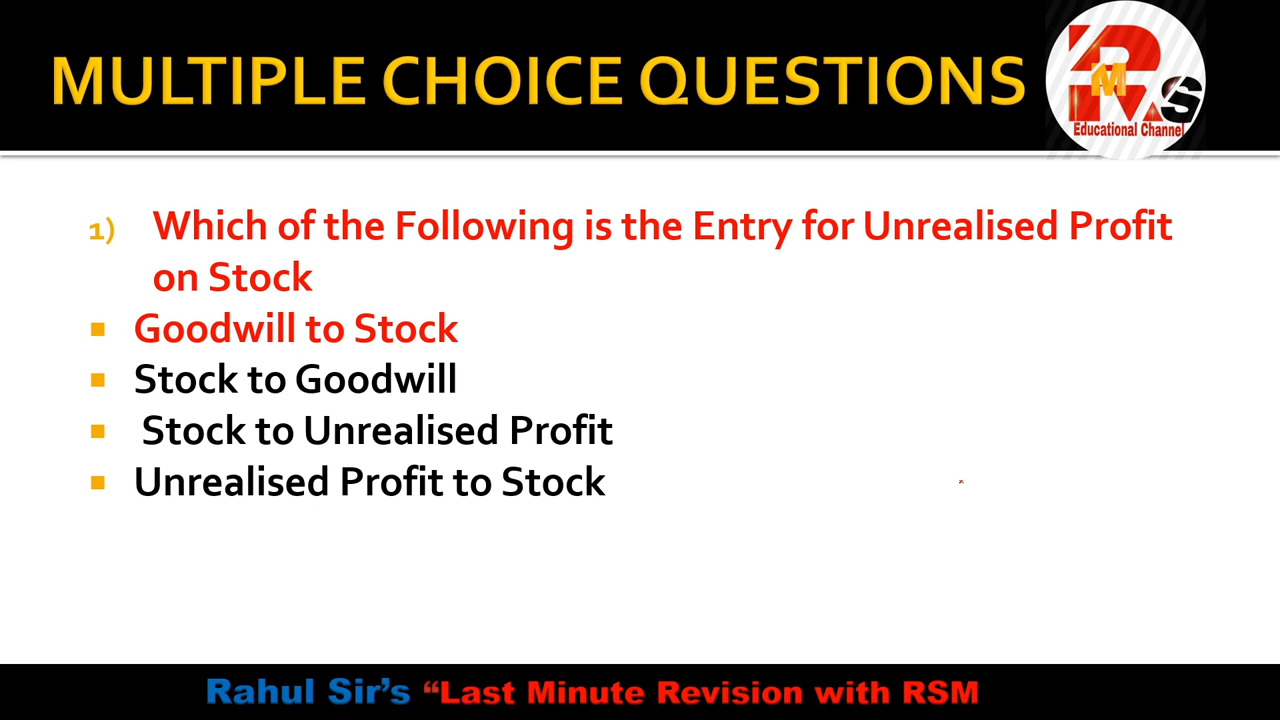 MULTIPLE CHOICE QUESTIONS
RMS
Educational Channel
1) Which of the Following is the Entry for Unrealised Profit
on Stock
Goodwill to Stock
Stock to Goodwill
Stock to Unrealised Profit
Unrealised Profit to Stock
Rahul Sir's “Last Minute Revision with RSM